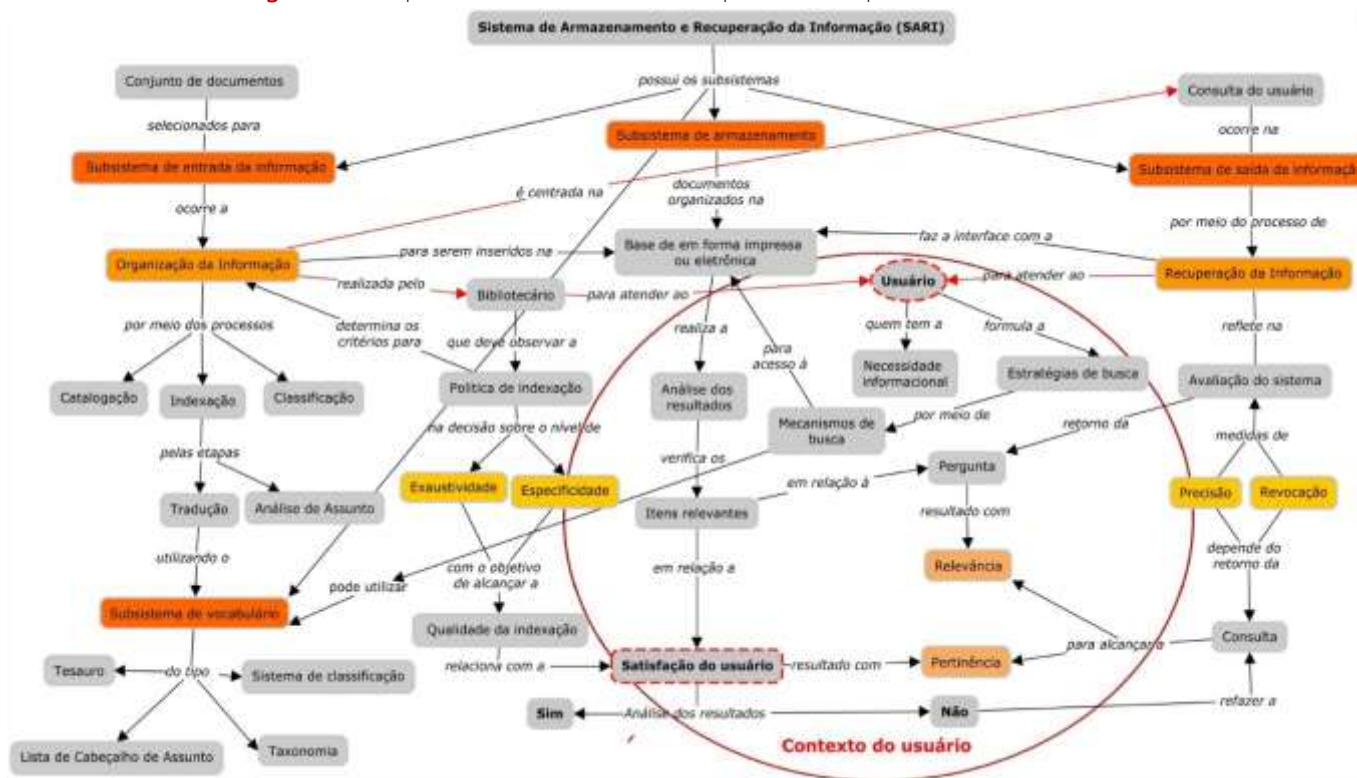 Sistema de Armazenamento e Recuperação da Informação (SARI)
Conjunto de documentos
possui os subsistemas
Consulta do usuário
selecionados para
Subsistema de armazenamento
ocorre na
Subsistema de entrada da informação
Subsistema de saída de informaçã
é centrada na
documentos
organizados na
ocorre a
por meio do processo de
Organização da Informação
para serem inseridos na
Base de em forma impressa
ou eletrônica
faz a interface com a
Recuperação da Informação
realizada pelo
Bibliotecário
para atender ao
Usuário
para atender ao
por meio dos processos
determina os
critérios para
que deve observar a
realiza a
para
acesso à
quem tem a
formula a
reflete na
Catalogação
Indexação
Classificação
Política de indexação
Análise dos
resultados
Necessidade
informacional
Estratégias de busca
Avaliação do sistema
na decisão sobre o nível de
Mecanismos de
busca
por meio de
retorno da
medidas de
pelas etapas
verifica os
Exaustividade
Especificidade
em relação à
Pergunta
Precisão
Revocação
Tradução
Análise de Assunto
Itens relevantes
resultado com
utilizando o
com o objetivo
de alcançar a
em relação a
Relevância
depende do
retorno da
pode utilizar
Subsistema de vocabulário
Qualidade da indexação
Consulta
para alcançar a
Tesauro
do tipo
Sistema de classificação
relaciona com a
Satisfação do usuário
resultado com
Pertinência
Sim
Análise dos resultados
Não
refazer a
Lista de Cabeçalho de Assunto
Taxonomia
Contexto do usuário